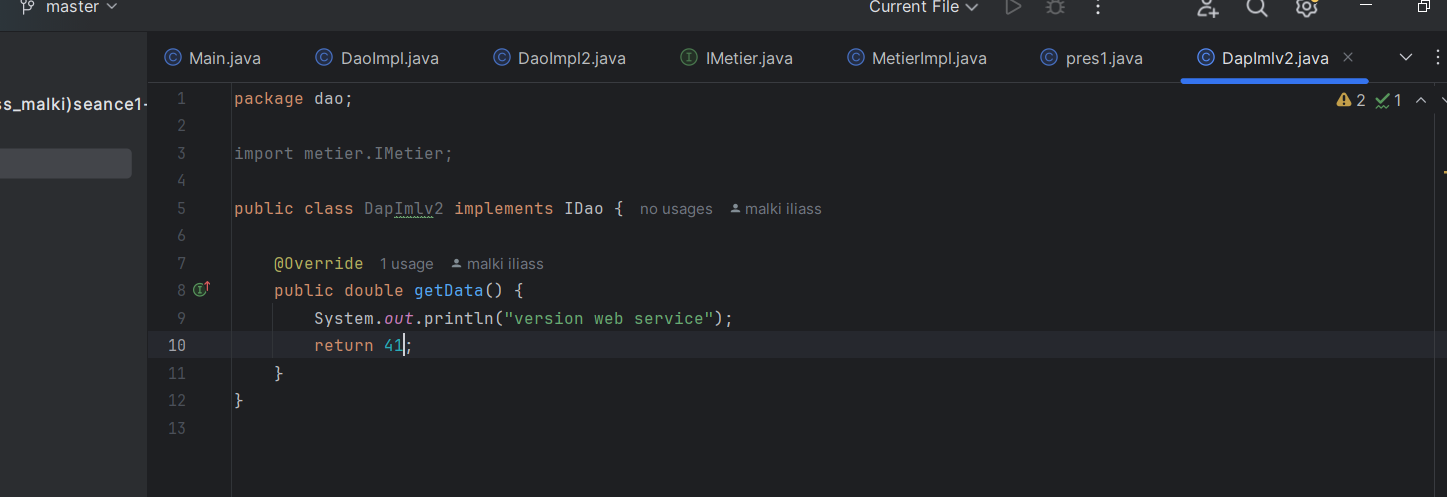 master
Current File
Main.java DaoImpl.java DaoImpl2.java IMetier.java MetierImpl.java pres1.java DapImlv2.java
ss_malki)seance1-
2 1
1 package dao;
2
3 import metier.IMetier;
4
5 public class DapImlv2 implements IDao { no usages malki iliass
6
7 @Override 1 usage malki iliass
8 public double getData() {
9 System.out.println("version web service");
10 return 41;
11 }
12 }
13